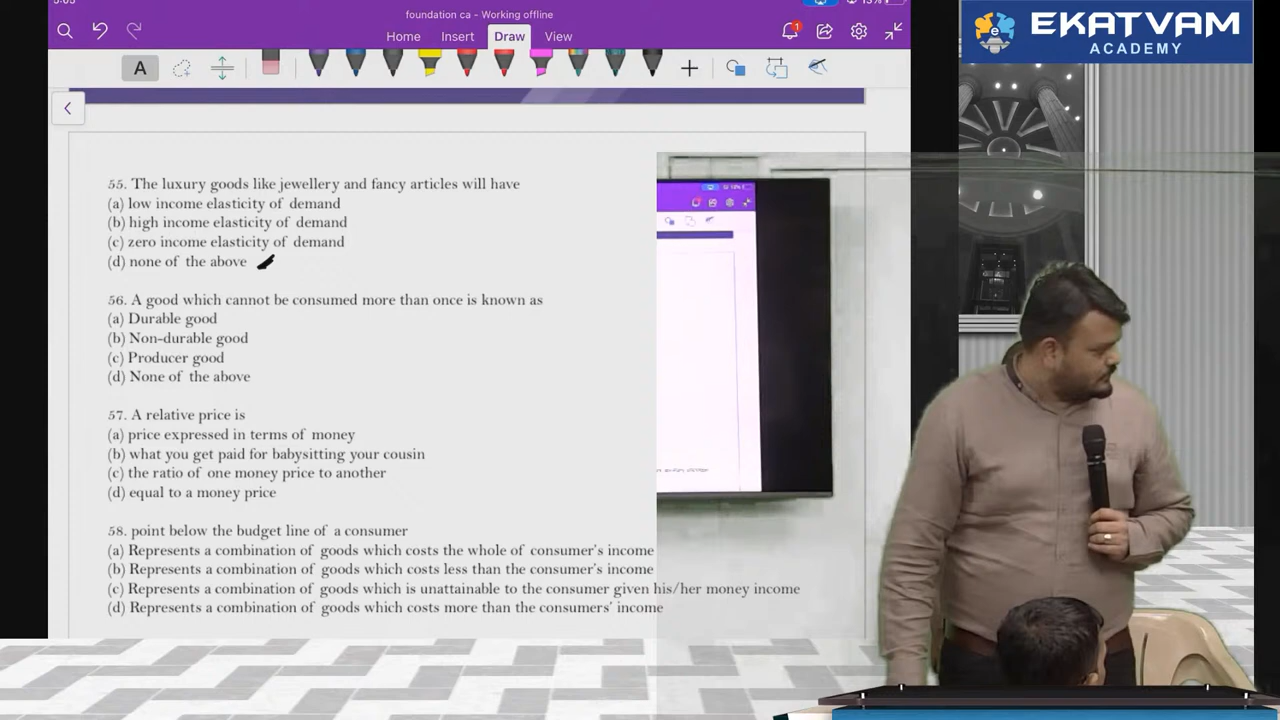 foundation ca - Working offline
Home Insert Draw View
A
EKATVAM
ACADEMY
55. The luxury goods like jewellery and fancy articles will have
(a) low income elasticity of demand
(b) high income elasticity of demand
(c) zero income elasticity of demand
(d) none of the above
56. A good which cannot be consumed more than once is known as
(a) Durable good
(b) Non-durable good
(c) Producer good
(d) None of the above
57. A relative price is
(a) price expressed in terms of money
(b) what you get paid for babysitting your cousin
(c) the ratio of one money price to another
(d) equal to a money price
58. point below the budget line of a consumer
(a) Represents a combination of goods which costs the whole of consumer's income
(b) Represents a combination of goods which costs less than the consumer's income
(c) Represents a combination of goods which is unattainable to the consumer given his/her money income
(d) Represents a combination of goods which costs more than the consumers' income